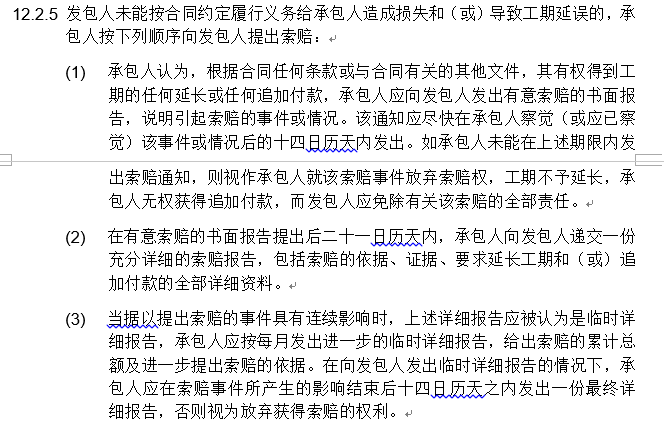 12.2.5 发包人未能按合同约定履行义务给承包人造成损失和（或）导致工期延误的，承
包人按下列顺序向发包人提出索赔：
(1) 承包人认为，根据合同任何条款或与合同有关的其他文件，其有权得到工
期的任何延长或任何追加付款，承包人应向发包人发出有意索赔的书面报
告，说明引起索赔的事件或情况。该通知应尽快在承包人察觉（或应已察
觉）该事件或情况后的十四日历天内发出。如承包人未能在上述期限内发
出索赔通知，则视作承包人就该索赔事件放弃索赔权，工期不予延长，承
包人无权获得追加付款，而发包人应免除有关该索赔的全部责任。
(2) 在有意索赔的书面报告提出后二十一日历天内，承包人向发包人递交一份
充分详细的索赔报告，包括索赔的依据、证据、要求延长工期和（或）追
加付款的全部详细资料。
(3) 当据以提出索赔的事件具有连续影响时，上述详细报告应被认为是临时详
细报告，承包人应按每月发出进一步的临时详细报告，给出索赔的累计总
额及进一步提出索赔的依据。在向发包人发出临时详细报告的情况下，承
包人应在索赔事件所产生的影响结束后十四日历天之内发出一份最终详
细报告，否则视为放弃获得索赔的权利。